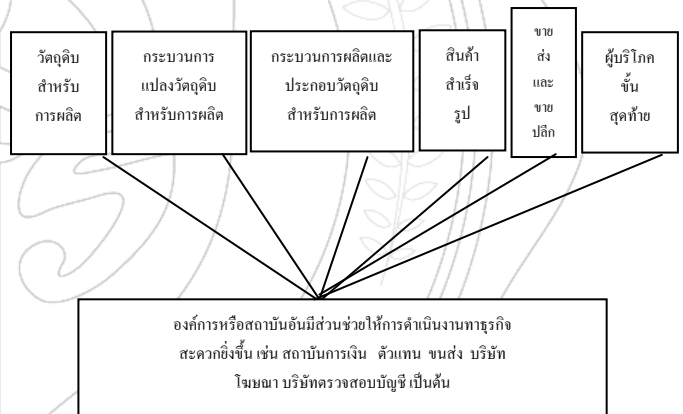 วัตถุดิบ
สำหรับ
การผลิต
กระบวนการ
แปลงวัตถุดิบ
สำหรับการผลิต
กระบวนการผลิตและ
ประกอบวัตถุดิบ
สำหรับการผลิต
สินค้า
สำเร็จ
รูป
ขาย
ส่ง
และ
ขาย
ปลีก
ผู้บริโภค
ขั้น
สุดท้าย
องค์การหรือสถาบันอันมีส่วนช่วยให้การดำเนินงานทาธุรกิจ
สะดวกยิ่งขึ้น เช่น สถาบันการเงิน ตัวแทน ขนส่ง บริษัท
โฆษณา บริษัทตรวจสอบบัญชี เป็นต้น